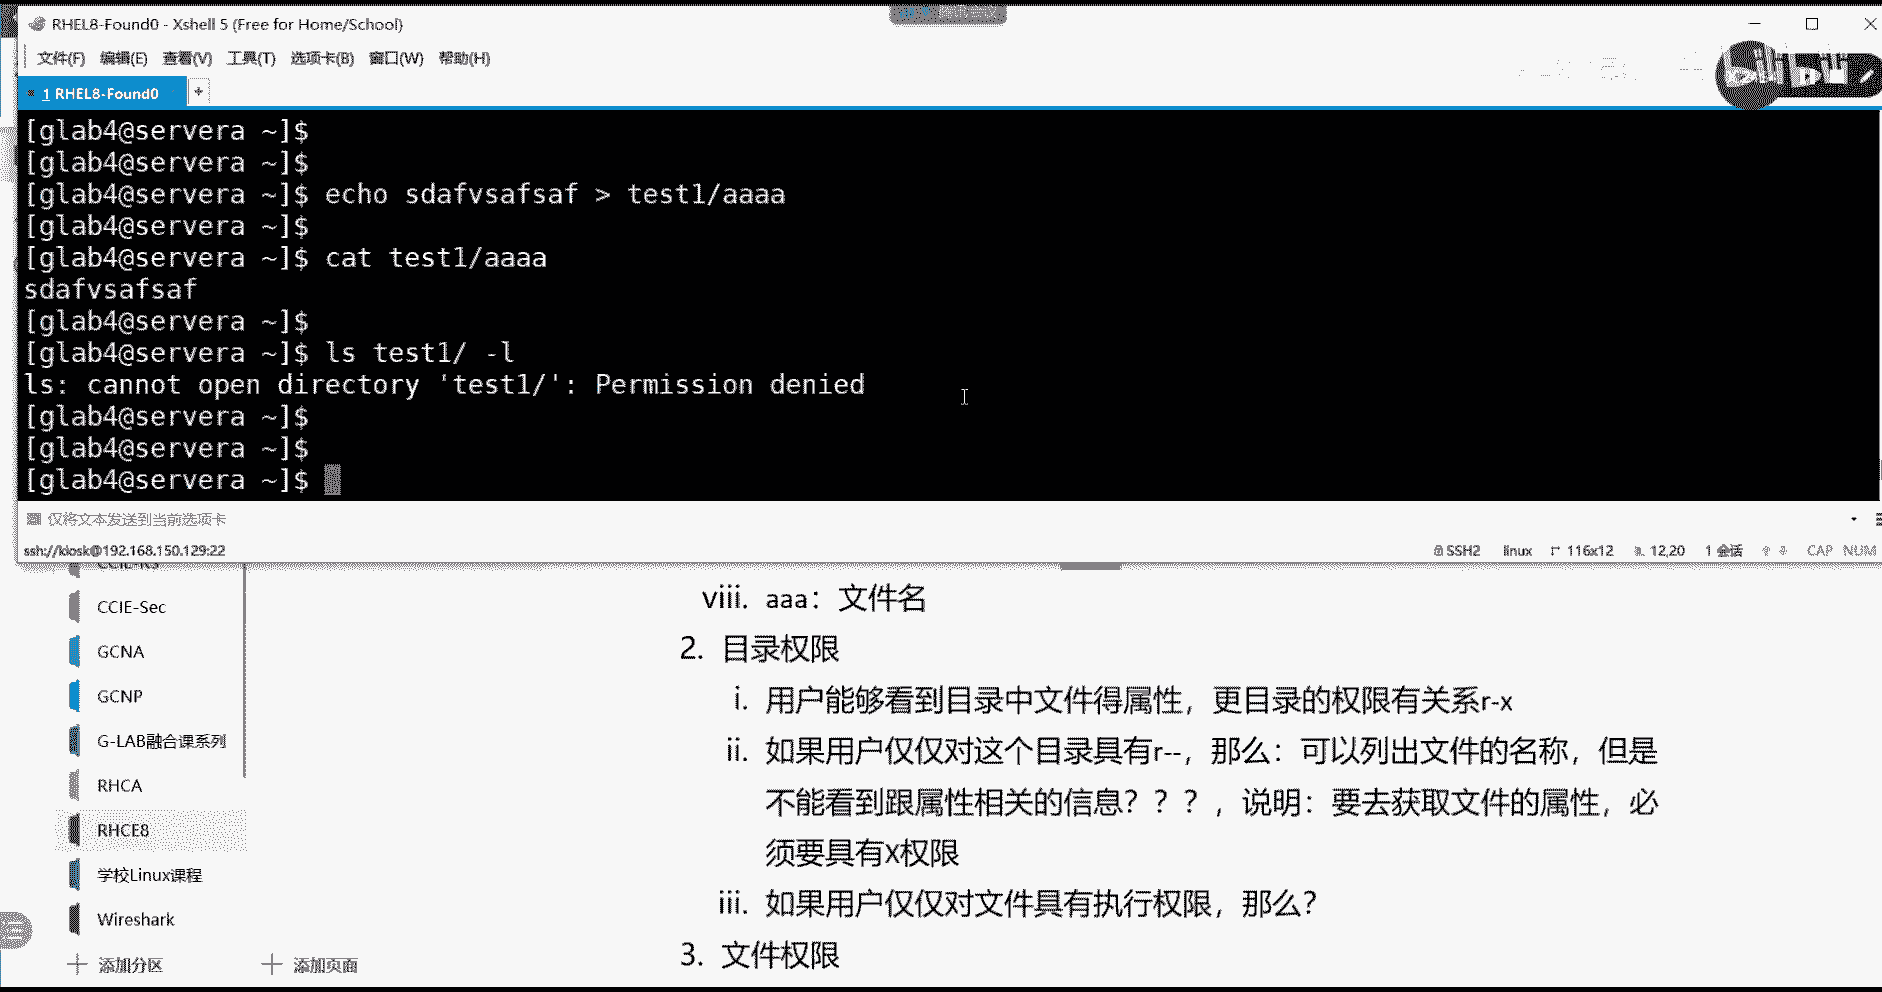 RHEL8-Found0 - Xshell 5 (Free for Home/School)
文件(F) 编辑(E) 查看(V) 工具(T) 选项卡(B) 窗口(W) 帮助(H)
1 RHEL8-Found0 +
[glab4@servera ~]$
[glab4@servera ~]$
[glab4@servera ~]$ echo sdafvsafsaf > test1/aaaa
[glab4@servera ~]$
[glab4@servera ~]$ cat test1/aaaa
sdafvsafsaf
[glab4@servera ~]$
[glab4@servera ~]$ ls test1/ -l
ls: cannot open directory 'test1/': Permission denied
[glab4@servera ~]$
[glab4@servera ~]$
[glab4@servera ~]$
仅将文本发送到当前选项卡
ssh://kiosk@192.168.150.129:22 SSH2 linux 116x12 12,20 1 会话 CAP NUM
CCIE-RS
CCIE-Sec
GCNA
GCNP
G-LAB融合课系列
RHCA
RHCE8
学校Linux课程
Wireshark
添加分区 添加页面
viii. aaa：文件名
2. 目录权限
i. 用户能够看到目录中文件得属性，更目录的权限有关系r-x
ii. 如果用户仅仅对这个目录具有r--，那么：可以列出文件的名称，但是
不能看到跟属性相关的信息？？？，说明：要去获取文件的属性，必
须要具有X权限
iii. 如果用户仅仅对文件具有执行权限，那么？
3. 文件权限